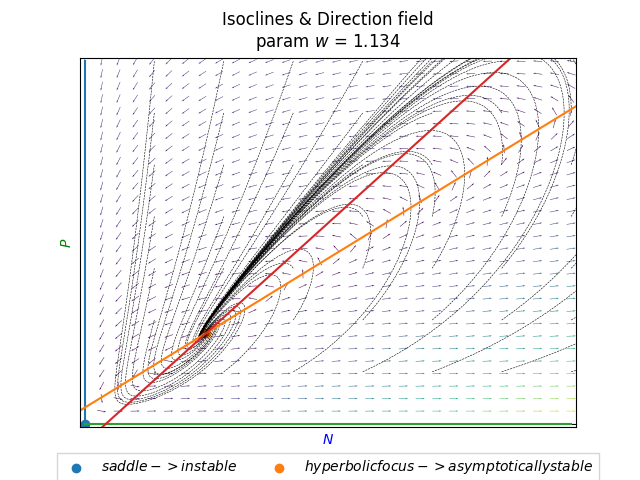 Isoclines & Direction field
param w = 1.134
P
N
saddle−>instable
hyperbolicfocus−>asymptoticallystable